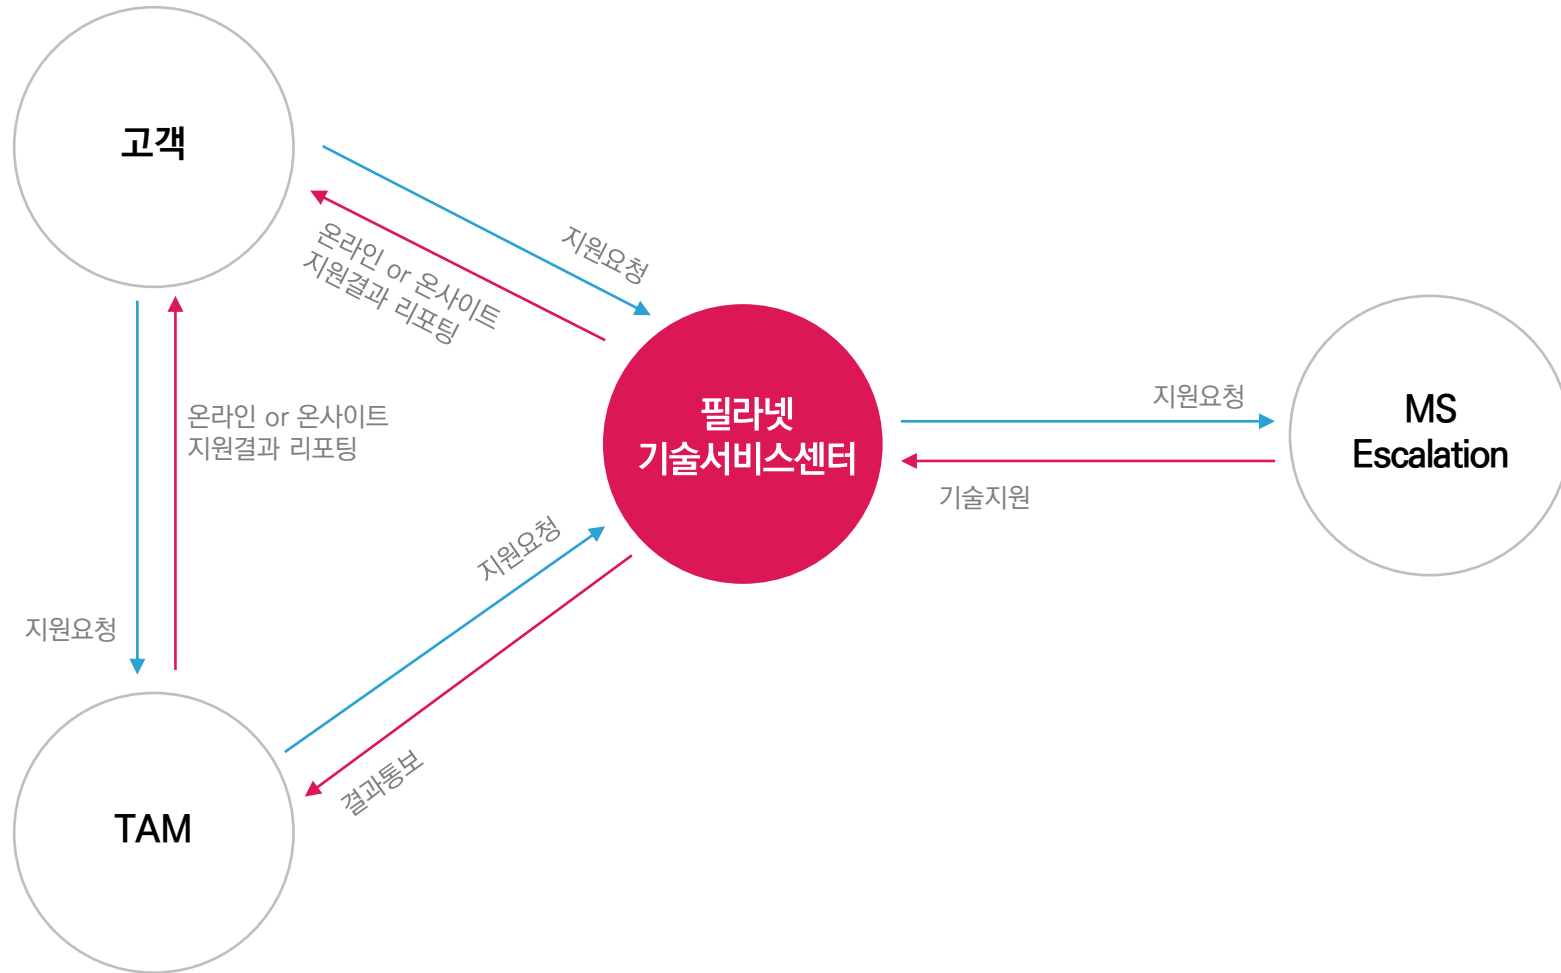 고객
지원요청
온라인 or 온사이트
지원결과 리포팅
필라넷
기술서비스센터
지원요청
기술지원
MS
Escalation
온라인 or 온사이트
지원결과 리포팅
지원요청
지원요청
결과통보
TAM